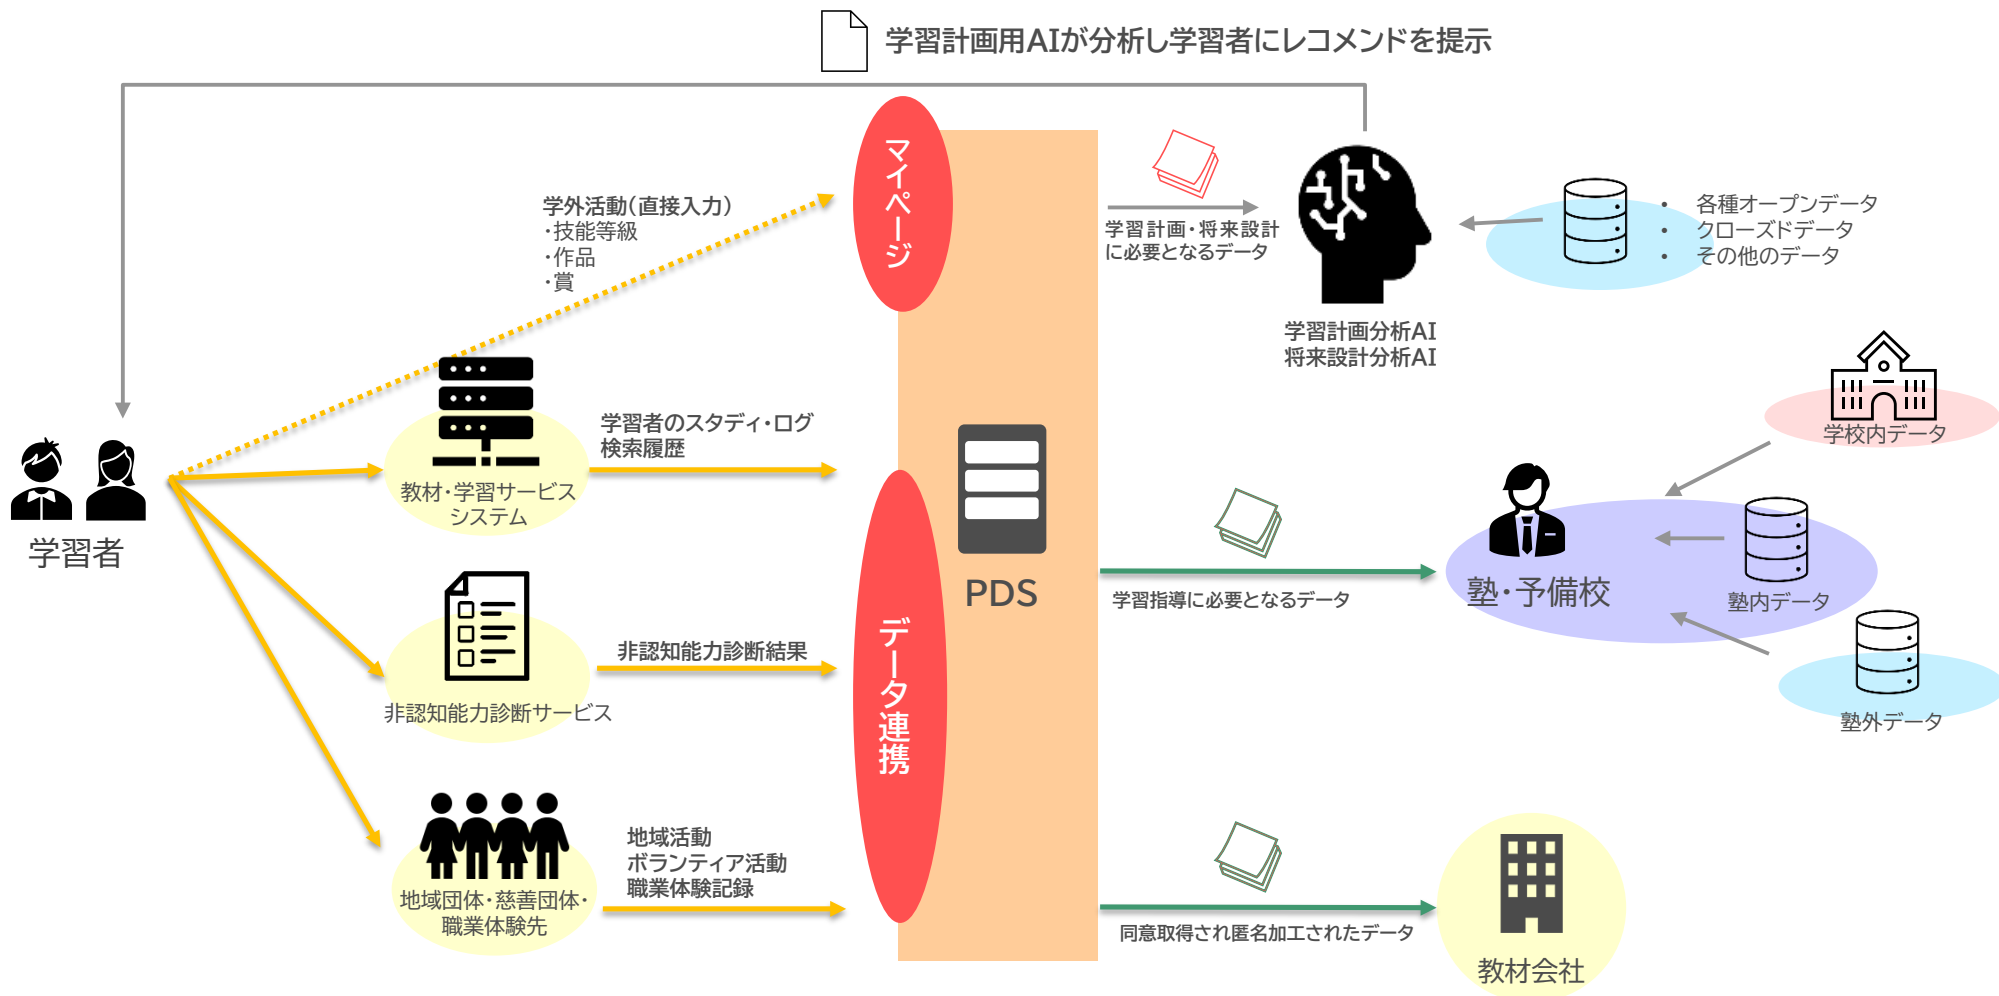 学習計画用AIが分析し学習者にレコメンドを提示
学外活動（直接入力）
・技能等級
・作品
・賞
マイページ
学習計画・将来設計
に必要となるデータ
• 各種オープンデータ
• クローズドデータ
• その他のデータ
学習計画分析AI
将来設計分析AI
学習者
教材・学習サービス
システム
学習者のスタディ・ログ
検索履歴
非認知能力診断サービス
非認知能力診断結果
地域団体・慈善団体・
職業体験先
地域活動
ボランティア活動
職業体験記録
データ連携
PDS
学習指導に必要となるデータ
塾・予備校
学校内データ
塾内データ
塾外データ
同意取得され匿名加工されたデータ
教材会社